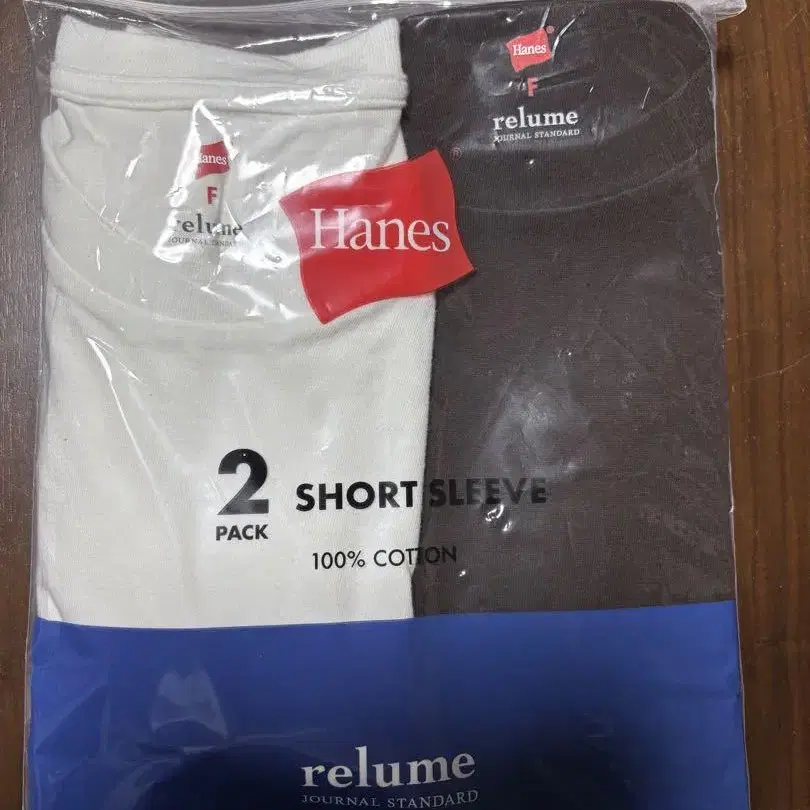 Hanes
F
relume
JOURNAL STANDARD
Hanes
F
relume
JOURNAL STANDARD
Hanes
2
PACK
SHORT SLEEVE
100% COTTON
relume
JOURNAL STANDARD